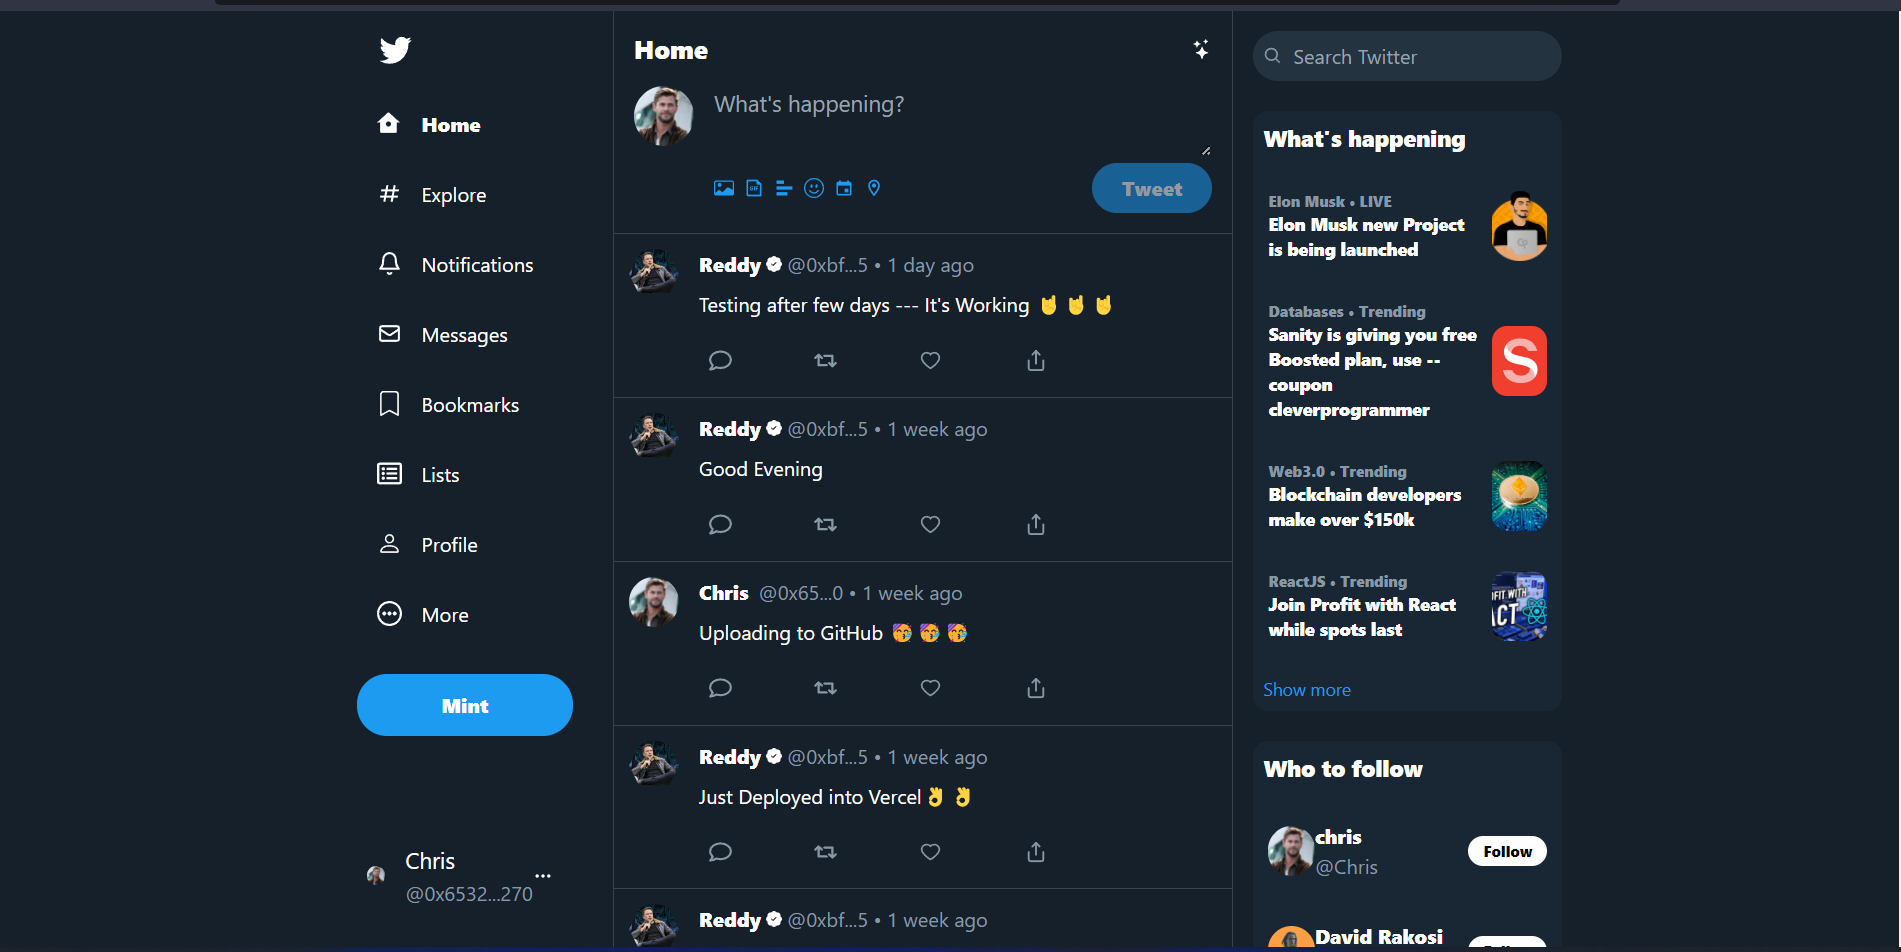 Home
Explore
Notifications
Messages
Bookmarks
Lists
Profile
More
Mint
Chris
@0x6532...270
Home
What's happening?
GIF
Tweet
Reddy @0xbf...5 • 1 day ago
Testing after few days --- It's Working 🤘 🤘 🤘
Reddy @0xbf...5 • 1 week ago
Good Evening
Chris @0x65...0 • 1 week ago
Uploading to GitHub 🥳 🥳 🥳
Reddy @0xbf...5 • 1 week ago
Just Deployed into Vercel👌 👌
Reddy @0xbf...5 • 1 week ago
Search Twitter
What's happening
Elon Musk • LIVE
Elon Musk new Project
is being launched
Databases • Trending
Sanity is giving you free
Boosted plan, use --
coupon
cleverprogrammer
S
Web3.0 • Trending
Blockchain developers
make over $150k
ReactJS • Trending
Join Profit with React
while spots last
Show more
Who to follow
chris
@Chris
Follow
David Rakosi